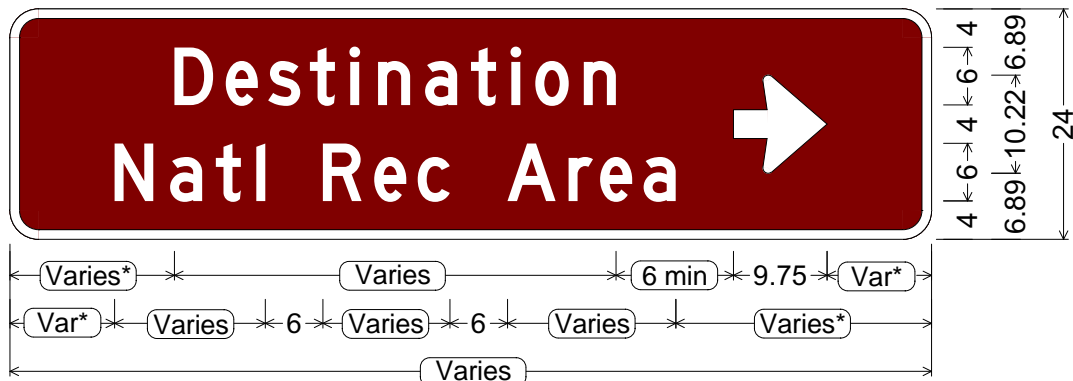 Destination
Natl Rec Area
4
6
4
6
4
6.89
10.22
6.89
24
Varies*
Varies
6 min
9.75
Var*
Var*
Varies
6
Varies
6
Varies
Varies*
Varies